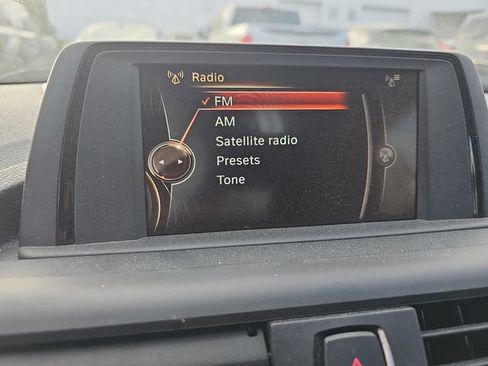 Radio
FM
AM
Satellite radio
Presets
Tone